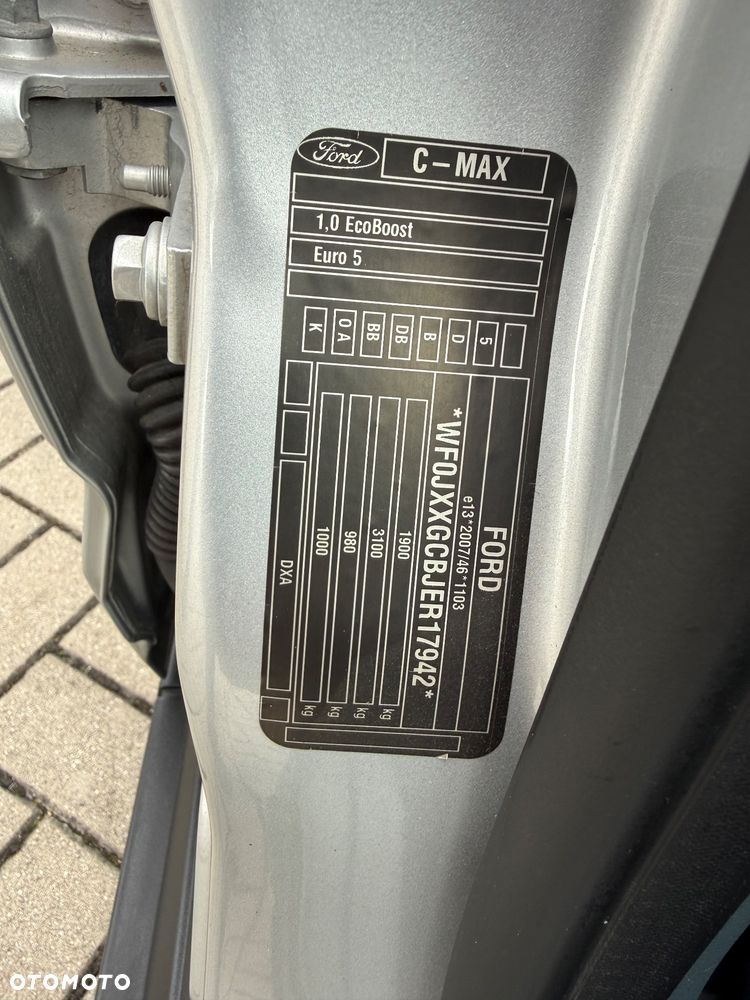 Ford
C-MAX
1,0 EcoBoost
Euro 5
K 0A BB DB B D 5
FORD
e13*2007/46*1103
*WF0JXXGCBJER17942*
1900 kg
3100 kg
980 kg
1000 kg
DXA
OTOMOTO